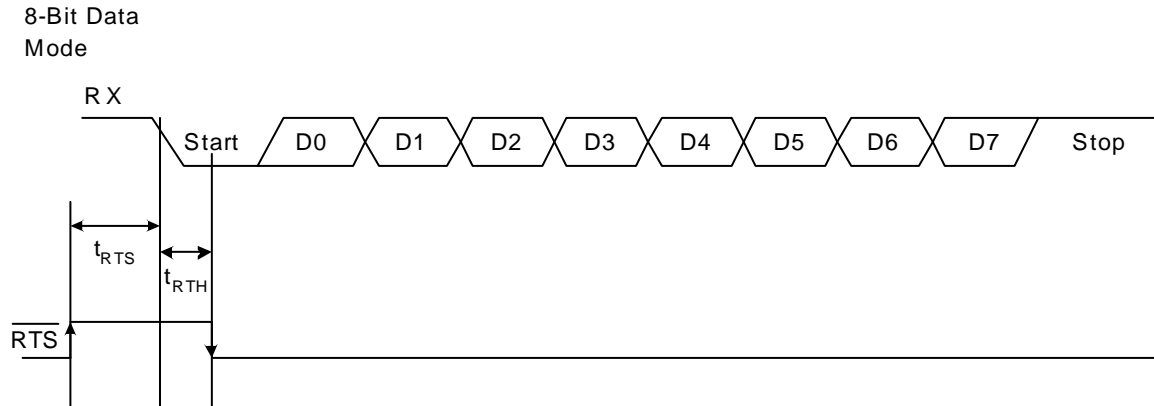 8-Bit Data
Mode
RX
Start D0 D1 D2 D3 D4 D5 D6 D7 Stop
tRTS
tRTH
RTS